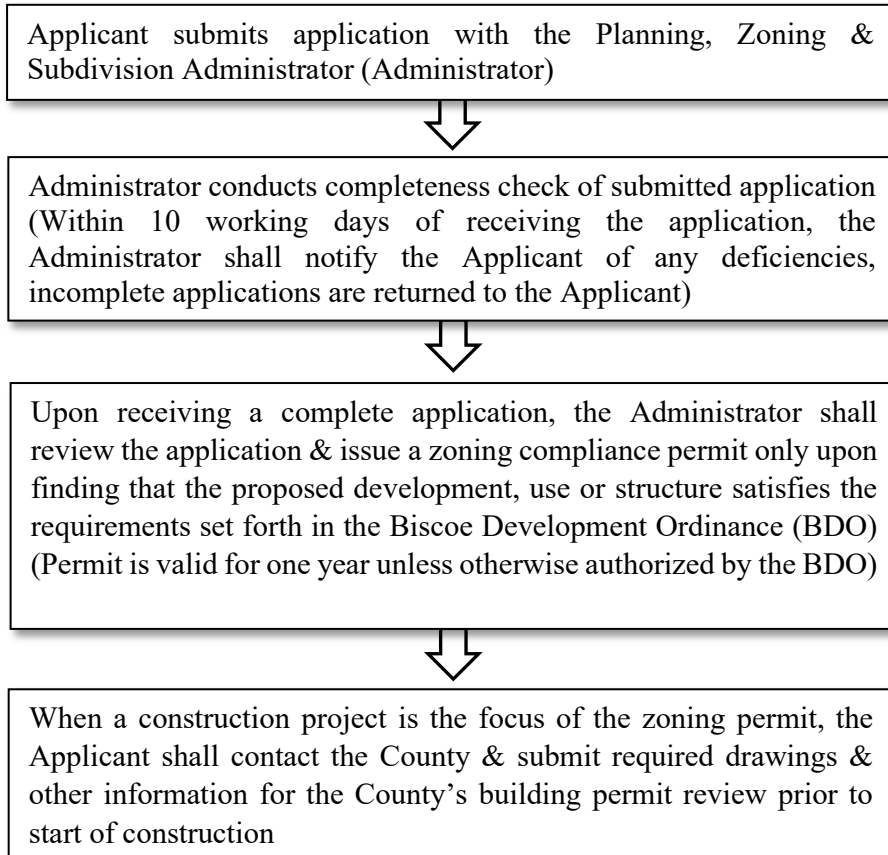 Applicant submits application with the Planning, Zoning &
Subdivision Administrator (Administrator)
Administrator conducts completeness check of submitted application
(Within 10 working days of receiving the application, the
Administrator shall notify the Applicant of any deficiencies,
incomplete applications are returned to the Applicant)
Upon receiving a complete application, the Administrator shall
review the application & issue a zoning compliance permit only upon
finding that the proposed development, use or structure satisfies the
requirements set forth in the Biscoe Development Ordinance (BDO)
(Permit is valid for one year unless otherwise authorized by the BDO)
When a construction project is the focus of the zoning permit, the
Applicant shall contact the County & submit required drawings &
other information for the County's building permit review prior to
start of construction